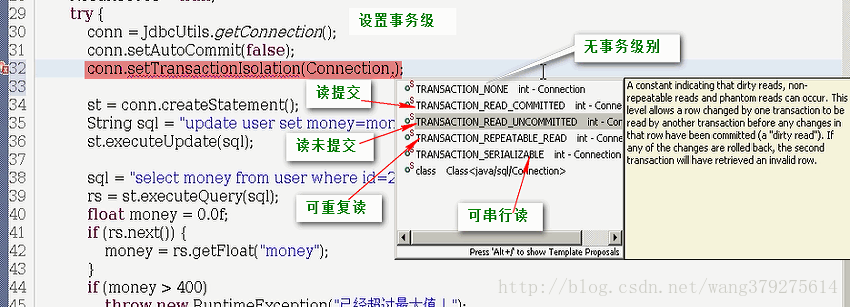 29 try {
30 conn = JdbcUtils.getConnection();
31 conn.setAutoCommit(false);
32 conn.setTransactionIsolation(Connection.);
33
34 st = conn.createStatement();
35 String sql = "update user set money=mon
36 st.executeUpdate(sql);
37
38 sql = "select money from user where id=2
39 rs = st.executeQuery(sql);
40 float money = 0.0f;
41 if (rs.next()) {
42 money = rs.getFloat("money");
43 }
44 if (money > 400)
45 throw new RuntimeException("已经超过最大值！"
设置事务级
无事务级别
读提交
读未提交
可重复读
可串行读
TRANSACTION_NONE int - Connection
TRANSACTION_READ_COMMITTED int - Connec
TRANSACTION_READ_UNCOMMITTED int - Con
TRANSACTION_REPEATABLE_READ int - Conne
TRANSACTION_SERIALIZABLE int - Connection
class Class<java/sql/Connection>
Press 'Alt+/' to show Template Proposals
A constant indicating that dirty reads, non-
repeatable reads and phantom reads can occur. This
level allows a row changed by one transaction to be
read by another transaction before any changes in
that row have been committed (a "dirty read"). If
any of the changes are rolled back, the second
transaction will have retrieved an invalid row.
http://blog.csdn.net/wang379275614